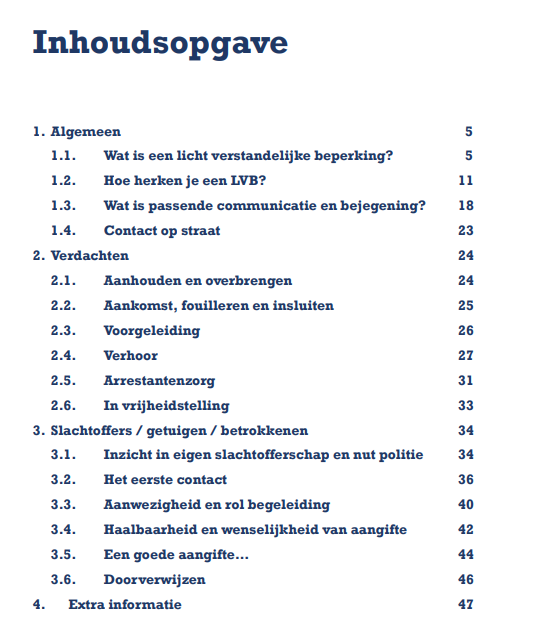 Inhoudsopgave
1. Algemeen 5
1.1. Wat is een licht verstandelijke beperking? 5
1.2. Hoe herken je een LVB? 11
1.3. Wat is passende communicatie en bejegening? 18
1.4. Contact op straat 23
2. Verdachten 24
2.1. Aanhouden en overbrengen 24
2.2. Aankomst, fouilleren en insluiten 25
2.3. Voorgeleiding 26
2.4. Verhoor 27
2.5. Arrestantenzorg 31
2.6. In vrijheidstelling 33
3. Slachtoffers / getuigen / betrokkenen 34
3.1. Inzicht in eigen slachtofferschap en nut politie 34
3.2. Het eerste contact 36
3.3. Aanwezigheid en rol begeleiding 40
3.4. Haalbaarheid en wenselijkheid van aangifte 42
3.5. Een goede aangifte... 44
3.6. Doorverwijzen 46
4. Extra informatie 47